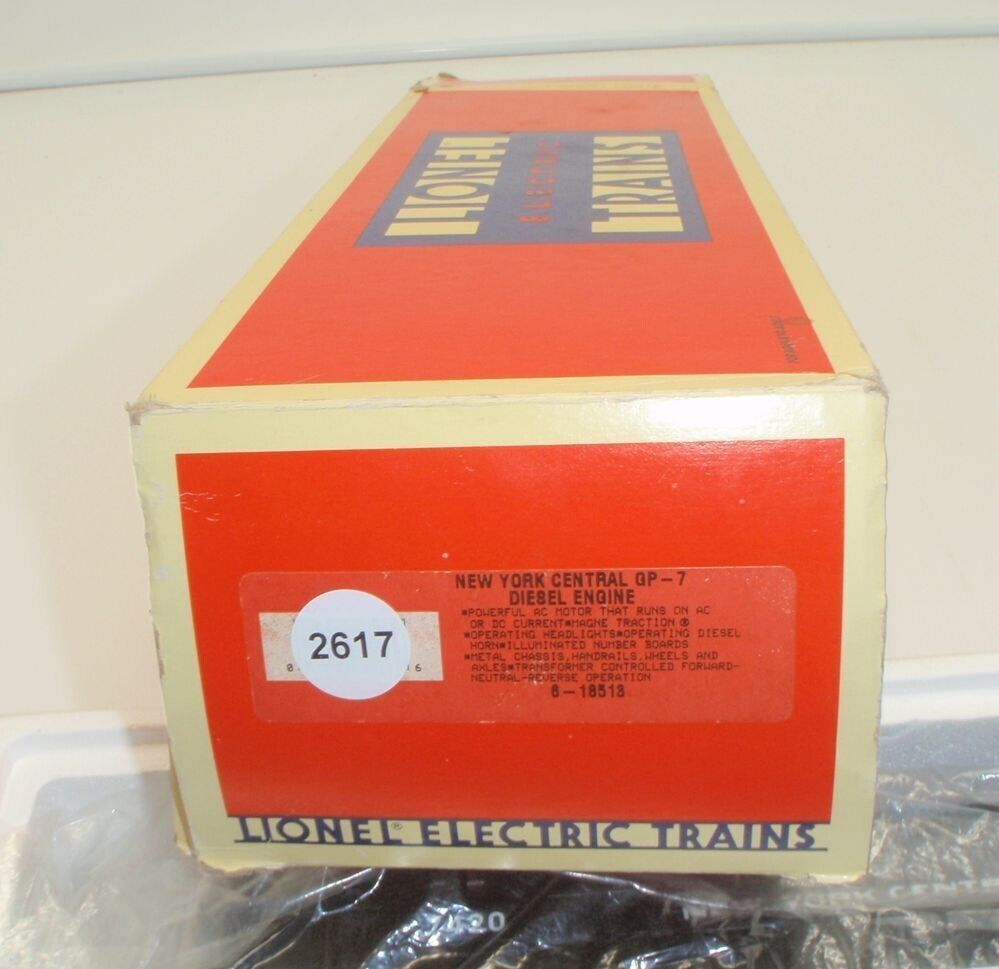 LIONEL
ELECTRIC
TRAINS
NEW YORK CENTRAL GP-7
DIESEL ENGINE
*POWERFUL AC MOTOR THAT RUNS ON AC
OR DC CURRENT*MAGNE TRACTION ®
*OPERATING HEADLIGHTS*OPERATING DIESEL
HORN*ILLUMINATED NUMBER BOARDS
*METAL CHASSIS,HANDRAILS,WHEELS AND
AXLES*TRANSFORMER CONTROLLED FORWARD-
NEUTRAL-REVERSE OPERATION
6-18513
2617
0
16
LIONEL® ELECTRIC TRAINS